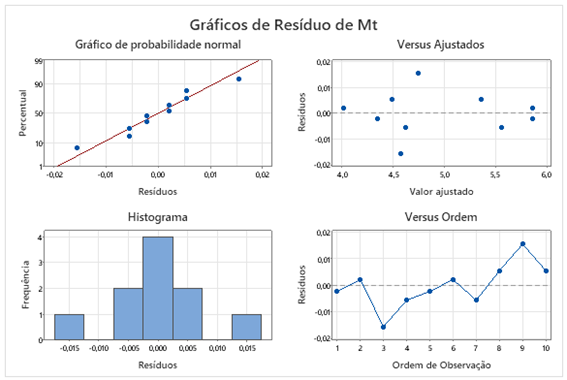 Gráficos de Resíduo de Mt
Gráfico de probabilidade normal
Percentual
99
90
50
10
1
-0,02 -0,01 0,00 0,01 0,02
Resíduos
Versus Ajustados
Resíduos
0,02
0,01
0,00
-0,01
-0,02
4,0 4,5 5,0 5,5 6,0
Valor ajustado
Histograma
Frequência
4
3
2
1
0
-0,015 -0,010 -0,005 0,000 0,005 0,010 0,015
Resíduos
Versus Ordem
Resíduos
0,02
0,01
0,00
-0,01
-0,02
1 2 3 4 5 6 7 8 9 10
Ordem de Observação